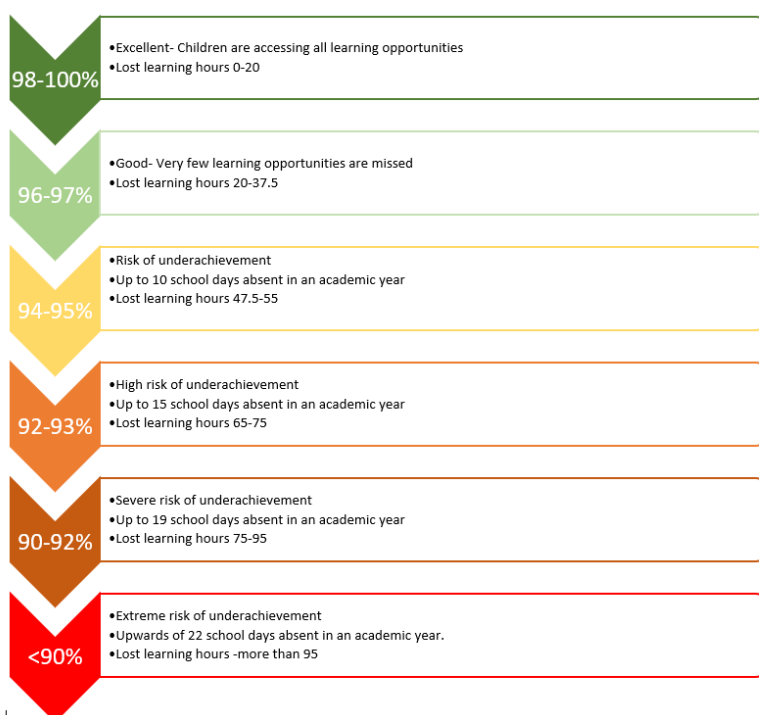 98-100%
•Excellent- Children are accessing all learning opportunities
•Lost learning hours 0-20
96-97%
•Good- Very few learning opportunities are missed
•Lost learning hours 20-37.5
94-95%
•Risk of underachievement
•Up to 10 school days absent in an academic year
•Lost learning hours 47.5-55
92-93%
•High risk of underachievement
•Up to 15 school days absent in an academic year
•Lost learning hours 65-75
90-92%
•Severe risk of underachievement
•Up to 19 school days absent in an academic year
•Lost learning hours 75-95
<90%
•Extreme risk of underachievement
•Upwards of 22 school days absent in an academic year.
•Lost learning hours -more than 95